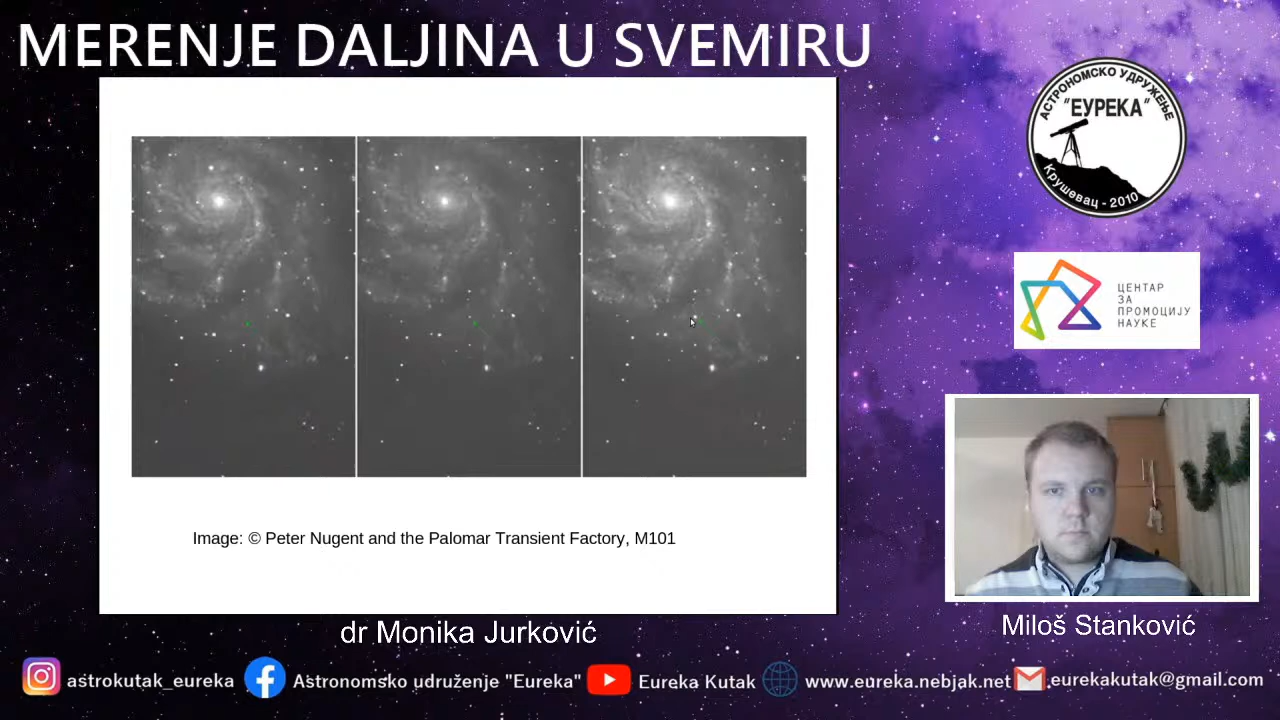 MERENJE DALJINA U SVEMIRU
АСТРОНОМСКО УДРУЖЕЊЕ
"ЕУРЕКА"
Крушевац - 2010
ЦЕНТАР
ЗА
ПРОМОЦИЈУ
НАУКЕ
Image: © Peter Nugent and the Palomar Transient Factory, M101
dr Monika Jurković
Miloš Stanković
astrokutak_eureka
Astronomsko udruženje "Eureka"
Eureka Kutak
www.eureka.nebjak.net
eurekakutak@gmail.com